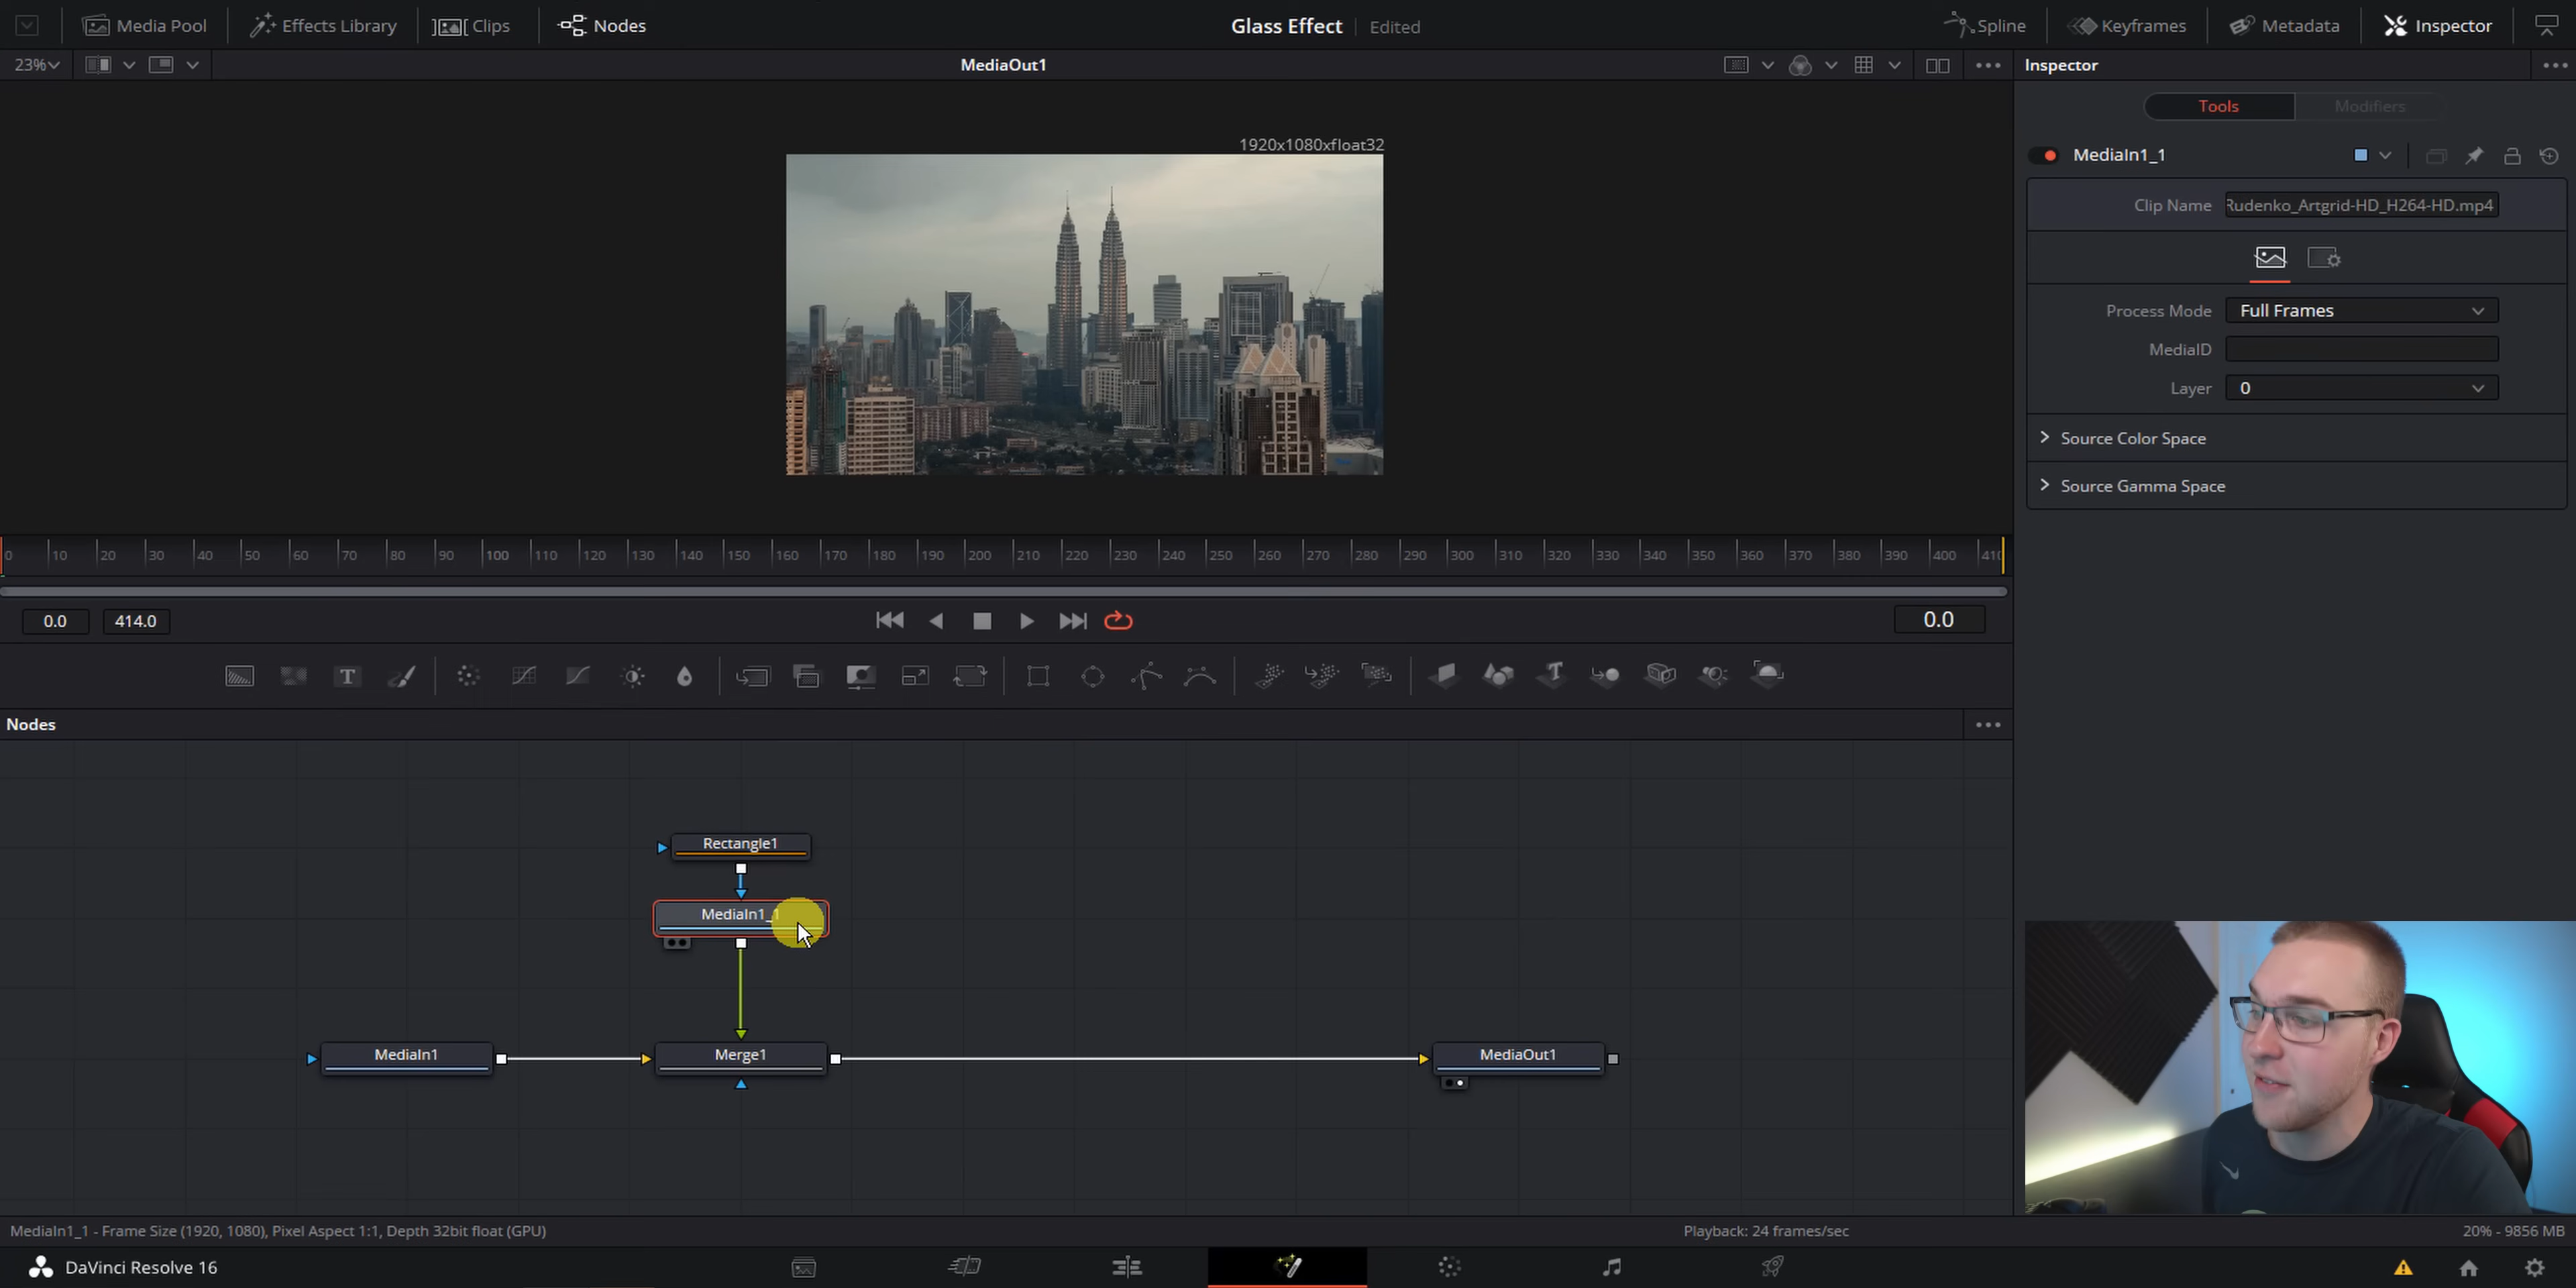 Media Pool Effects Library Clips Nodes Glass Effect Edited Spline Keyframes Metadata Inspector
23% MediaOut1 Inspector
Tools Modifiers
1920x1080xfloat32
MediaIn1_1
Clip Name Rudenko_Artgrid-HD_H264-HD.mp4
Process Mode Full Frames
MediaID
Layer 0
Source Color Space
Source Gamma Space
0 10 20 30 40 50 60 70 80 90 100 110 120 130 140 150 160 170 180 190 200 210 220 230 240 250 260 270 280 290 300 310 320 330 340 350 360 370 380 390 400 410
0.0 414.0 0.0
T T
Nodes
Rectangle1
MediaIn1_1
MediaIn1 Merge1 MediaOut1
MediaIn1_1 - Frame Size (1920, 1080), Pixel Aspect 1:1, Depth 32bit float (GPU) Playback: 24 frames/sec 20% - 9856 MB
DaVinci Resolve 16